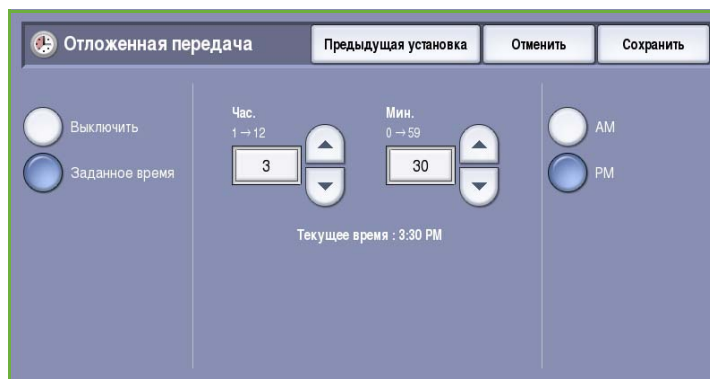 Отложенная передача
Предыдущая установка
Отменить
Сохранить
Выключить
Заданное время
Час.
1→12
3
Мин.
0→59
30
AM
PM
Текущее время : 3:30 PM